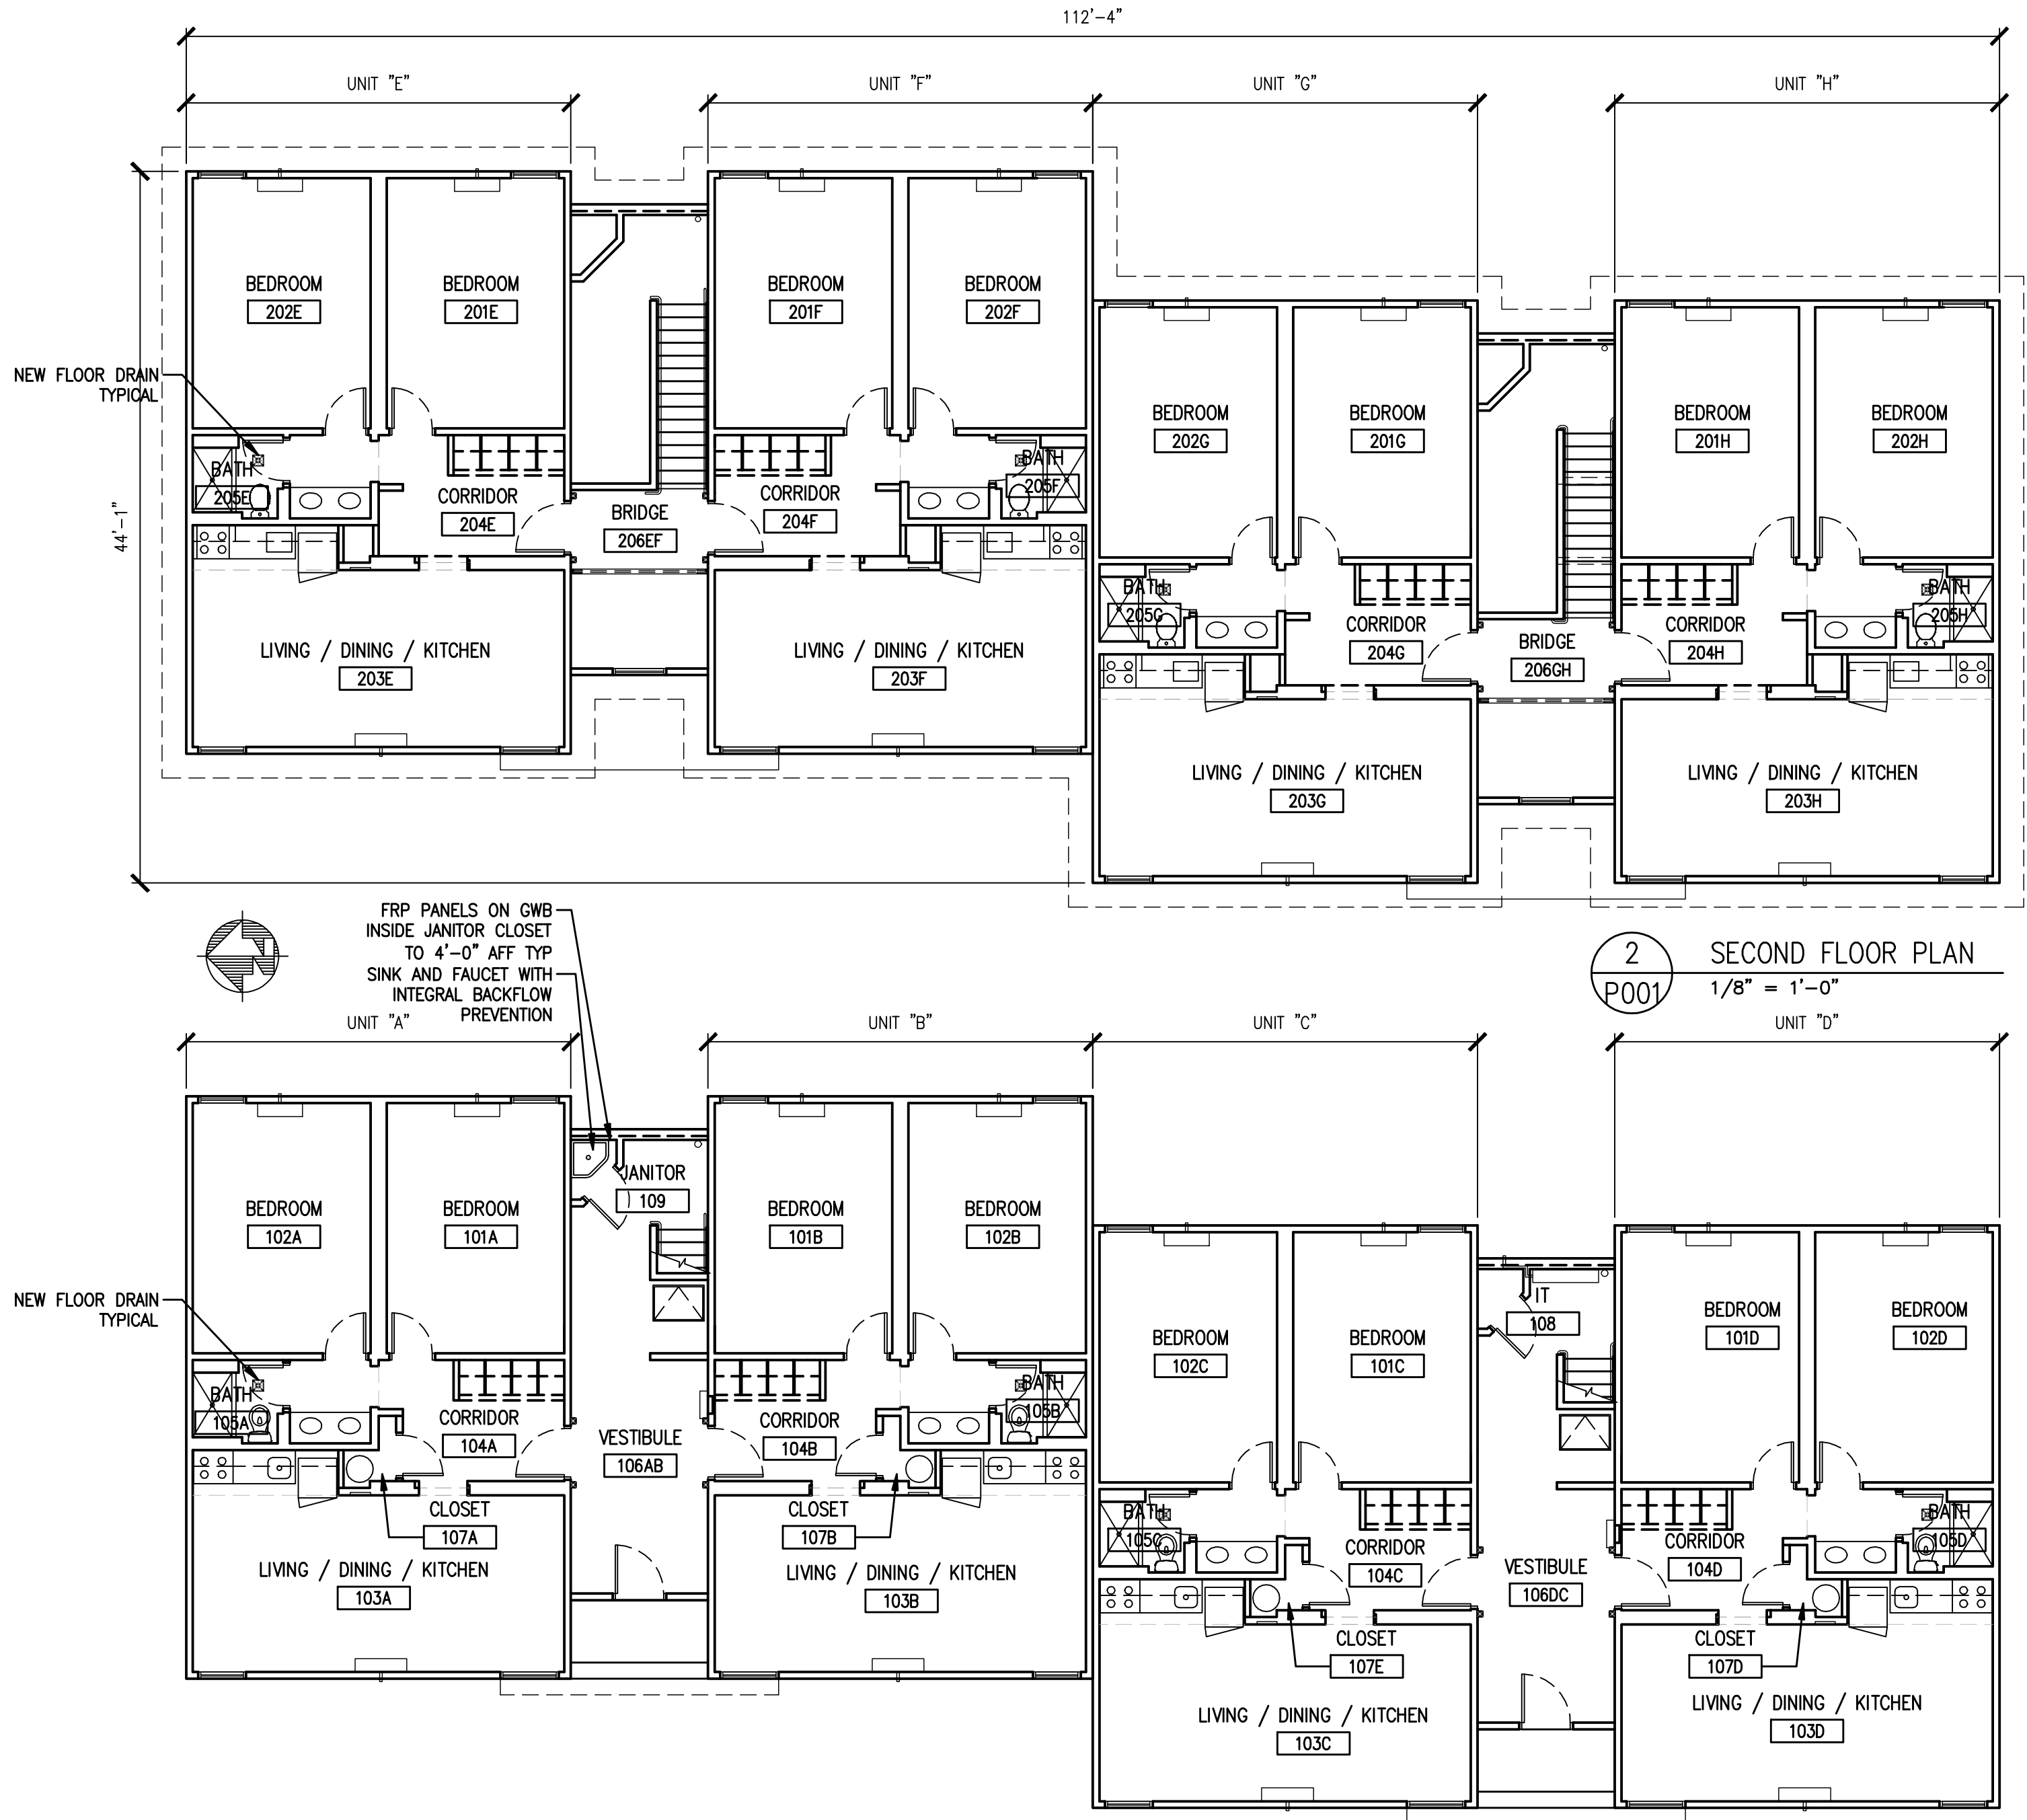 112'-4"
UNIT "E"
UNIT "F"
UNIT "G"
UNIT "H"
BEDROOM
202E
BEDROOM
201E
BEDROOM
201F
BEDROOM
202F
NEW FLOOR DRAIN
TYPICAL
BEDROOM
202G
BEDROOM
201G
BEDROOM
201H
BEDROOM
202H
44'-1"
BATH
205E
CORRIDOR
204E
BRIDGE
206EF
CORRIDOR
204F
BATH
205F
BATH
205G
CORRIDOR
204G
BRIDGE
206GH
CORRIDOR
204H
BATH
205H
LIVING / DINING / KITCHEN
203E
LIVING / DINING / KITCHEN
203F
LIVING / DINING / KITCHEN
203G
LIVING / DINING / KITCHEN
203H
FRP PANELS ON GWB
INSIDE JANITOR CLOSET
TO 4'-0" AFF TYP
SINK AND FAUCET WITH
INTEGRAL BACKFLOW
PREVENTION
2
P001
SECOND FLOOR PLAN
1/8" = 1'-0"
UNIT "A"
UNIT "B"
UNIT "C"
UNIT "D"
BEDROOM
102A
BEDROOM
101A
JANITOR
109
BEDROOM
101B
BEDROOM
102B
NEW FLOOR DRAIN
TYPICAL
BEDROOM
102C
BEDROOM
101C
IT
108
BEDROOM
101D
BEDROOM
102D
BATH
105A
CORRIDOR
104A
VESTIBULE
106AB
CORRIDOR
104B
BATH
105B
CLOSET
107A
CLOSET
107B
BATH
105C
CORRIDOR
104C
VESTIBULE
106DC
CORRIDOR
104D
BATH
105D
LIVING / DINING / KITCHEN
103A
LIVING / DINING / KITCHEN
103B
CLOSET
107E
CLOSET
107D
LIVING / DINING / KITCHEN
103C
LIVING / DINING / KITCHEN
103D